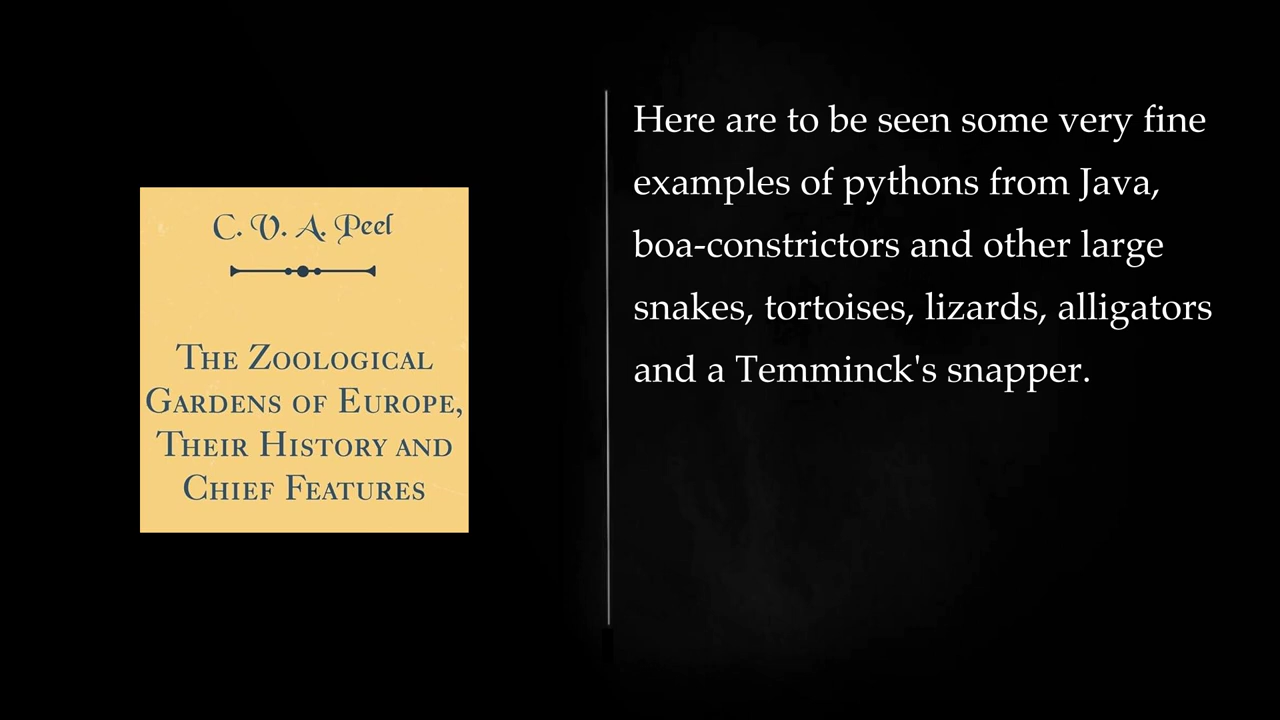 C. V. A. Peel
The Zoological
Gardens of Europe,
Their History and
Chief Features
Here are to be seen some very fine
examples of pythons from Java,
boa-constrictors and other large
snakes, tortoises, lizards, alligators
and a Temminck's snapper.